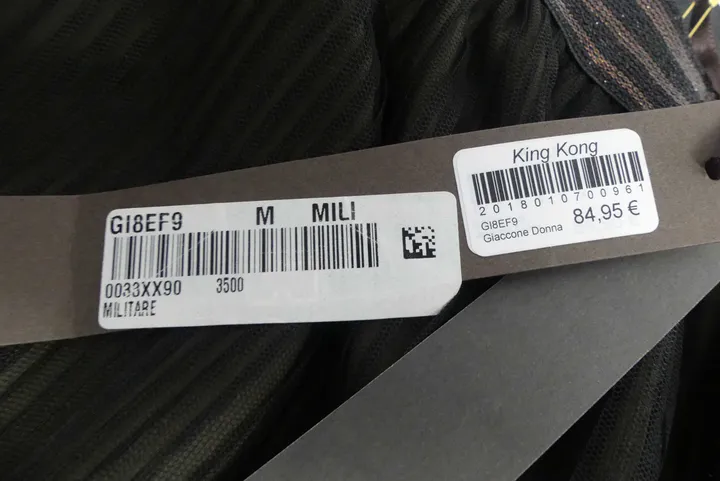 GI8EF9 M MILI
0033XX90 3500
MILITARE
King Kong
2018010700961
GI8EF9 84,95 €
Giaccone Donna